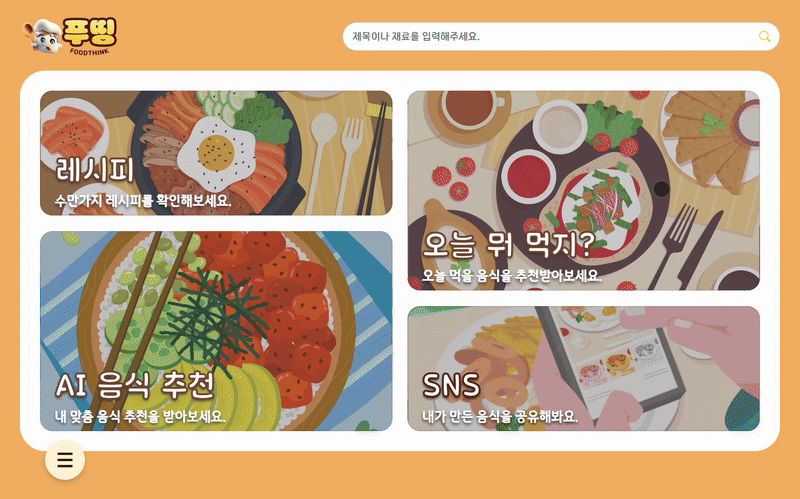 푸띵
FOODTHINK
제목이나 재료를 입력해주세요.
레시피
수만가지 레시피를 확인해보세요.
오늘 뭐 먹지?
오늘 먹을 음식을 추천받아보세요.
AI 음식 추천
내 맞춤 음식 추천을 받아보세요.
SNS
내가 만든 음식을 공유해봐요.